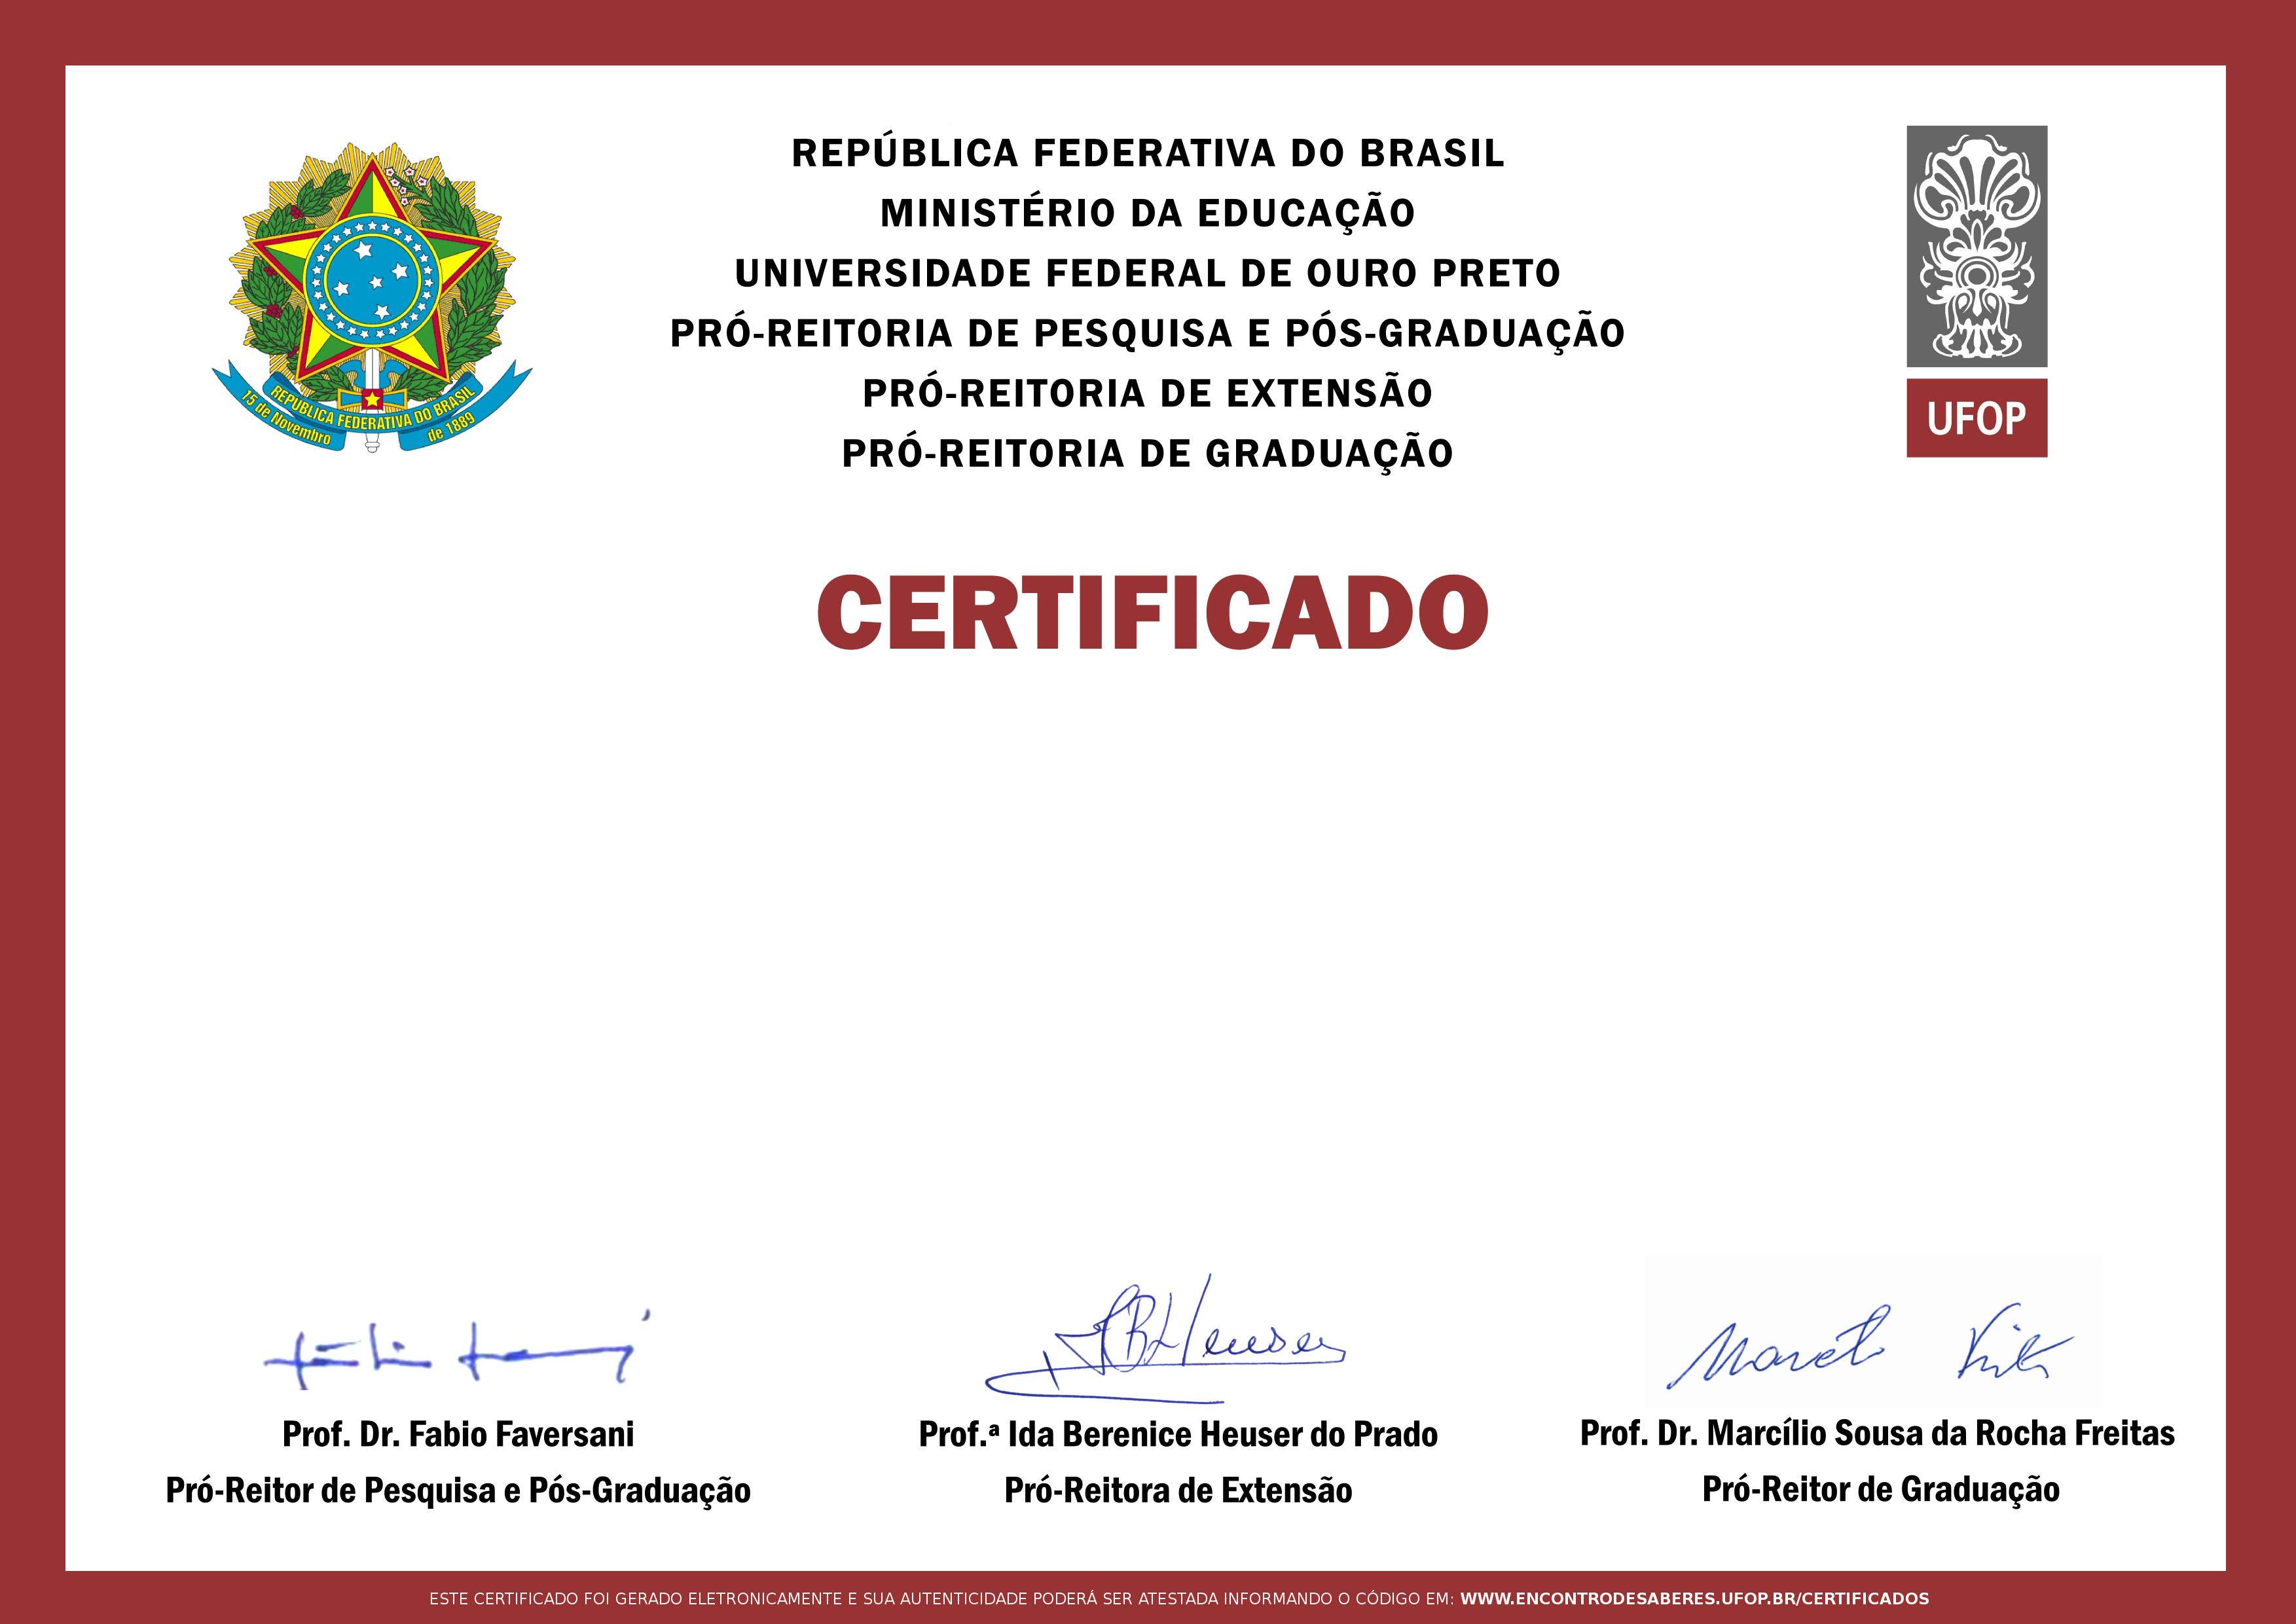 REPÚBLICA FEDERATIVA DO BRASIL
MINISTÉRIO DA EDUCAÇÃO
UNIVERSIDADE FEDERAL DE OURO PRETO
PRÓ-REITORIA DE PESQUISA E PÓS-GRADUAÇÃO
PRÓ-REITORIA DE EXTENSÃO
PRÓ-REITORIA DE GRADUAÇÃO
REPUBLICA FEDERATIVA DO BRASIL
15 de Novembro
de 1889
UFOP
CERTIFICADO
Heuser
Prof. Dr. Fabio Faversani
Pró-Reitor de Pesquisa e Pós-Graduação
Prof.ª Ida Berenice Heuser do Prado
Pró-Reitora de Extensão
Prof. Dr. Marcílio Sousa da Rocha Freitas
Pró-Reitor de Graduação
ESTE CERTIFICADO FOI GERADO ELETRONICAMENTE E SUA AUTENTICIDADE PODERÁ SER ATESTADA INFORMANDO O CÓDIGO EM: WWW.ENCONTRODESABERES.UFOP.BR/CERTIFICADOS